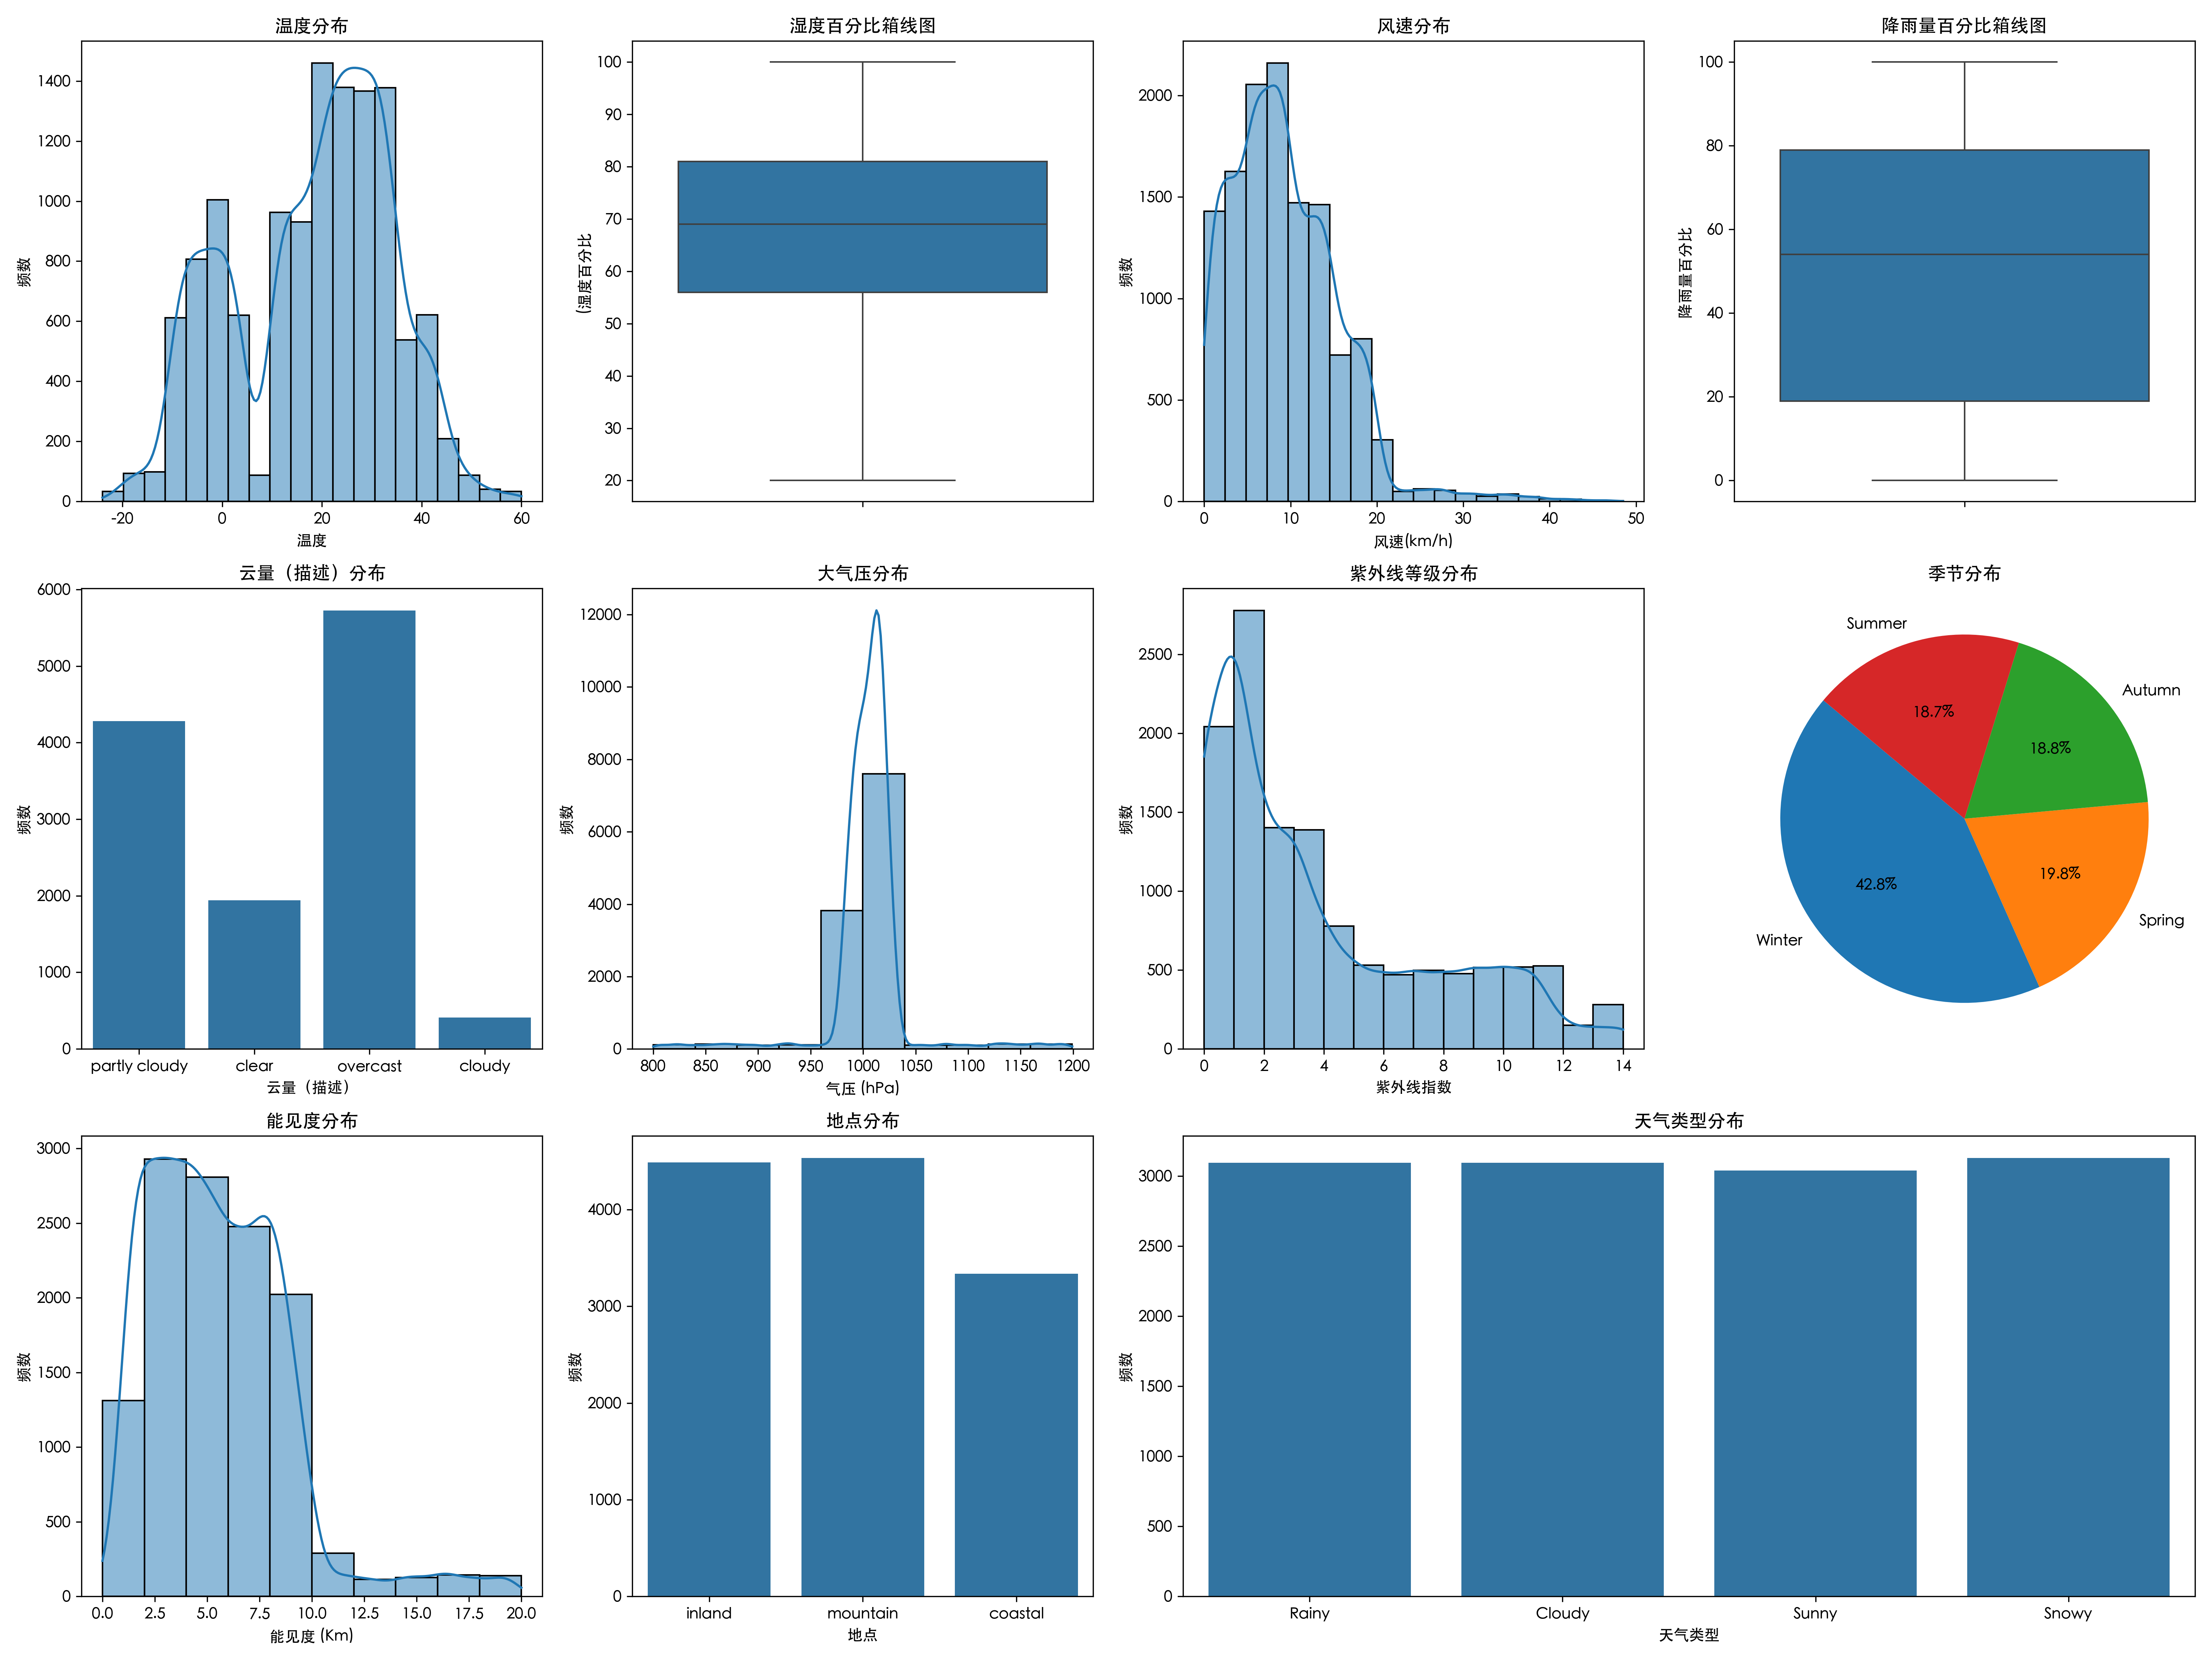 温度分布
1400
1200
1000
800
600
400
200
0
频数
-20 0 20 40 60
温度
湿度百分比箱线图
100
90
80
70
60
50
40
30
20
(湿度百分比
风速分布
2000
1500
1000
500
0
频数
0 10 20 30 40 50
风速(km/h)
降雨量百分比箱线图
100
80
60
40
20
0
降雨量百分比
云量（描述）分布
6000
5000
4000
3000
2000
1000
0
频数
partly cloudy clear overcast cloudy
云量（描述）
大气压分布
12000
10000
8000
6000
4000
2000
0
频数
800 850 900 950 1000 1050 1100 1150 1200
气压 (hPa)
紫外线等级分布
2500
2000
1500
1000
500
0
频数
0 2 4 6 8 10 12 14
紫外线指数
季节分布
Summer
Autumn
18.7%
18.8%
19.8%
42.8%
Spring
Winter
能见度分布
3000
2500
2000
1500
1000
500
0
频数
0.0 2.5 5.0 7.5 10.0 12.5 15.0 17.5 20.0
能见度 (Km)
地点分布
4000
3000
2000
1000
0
频数
inland mountain coastal
地点
天气类型分布
3000
2500
2000
1500
1000
500
0
频数
Rainy Cloudy Sunny Snowy
天气类型